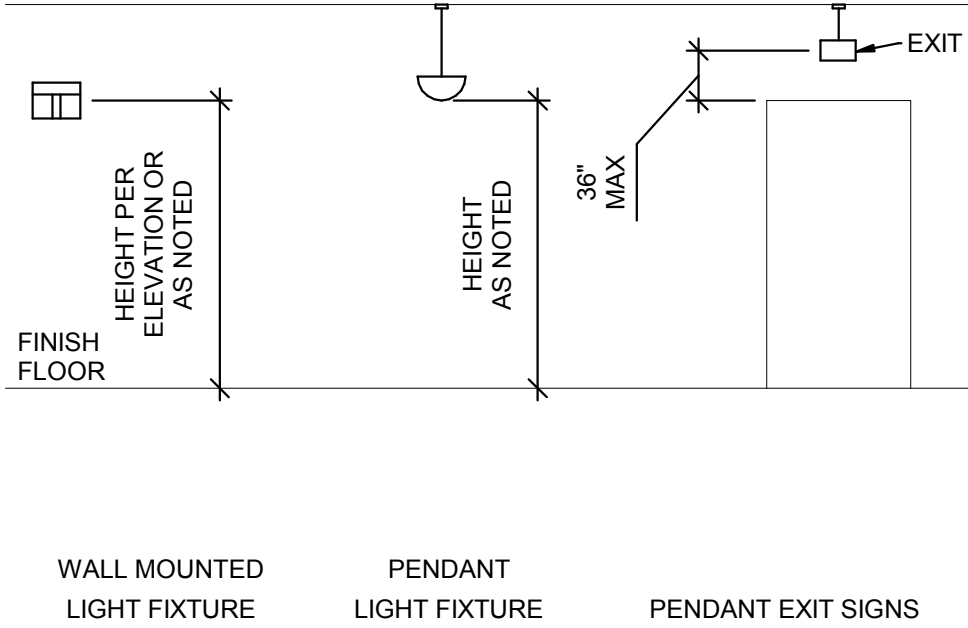 EXIT
36"
MAX
HEIGHT PER
ELEVATION OR
AS NOTED
HEIGHT
AS NOTED
FINISH
FLOOR
WALL MOUNTED
LIGHT FIXTURE
PENDANT
LIGHT FIXTURE
PENDANT EXIT SIGNS